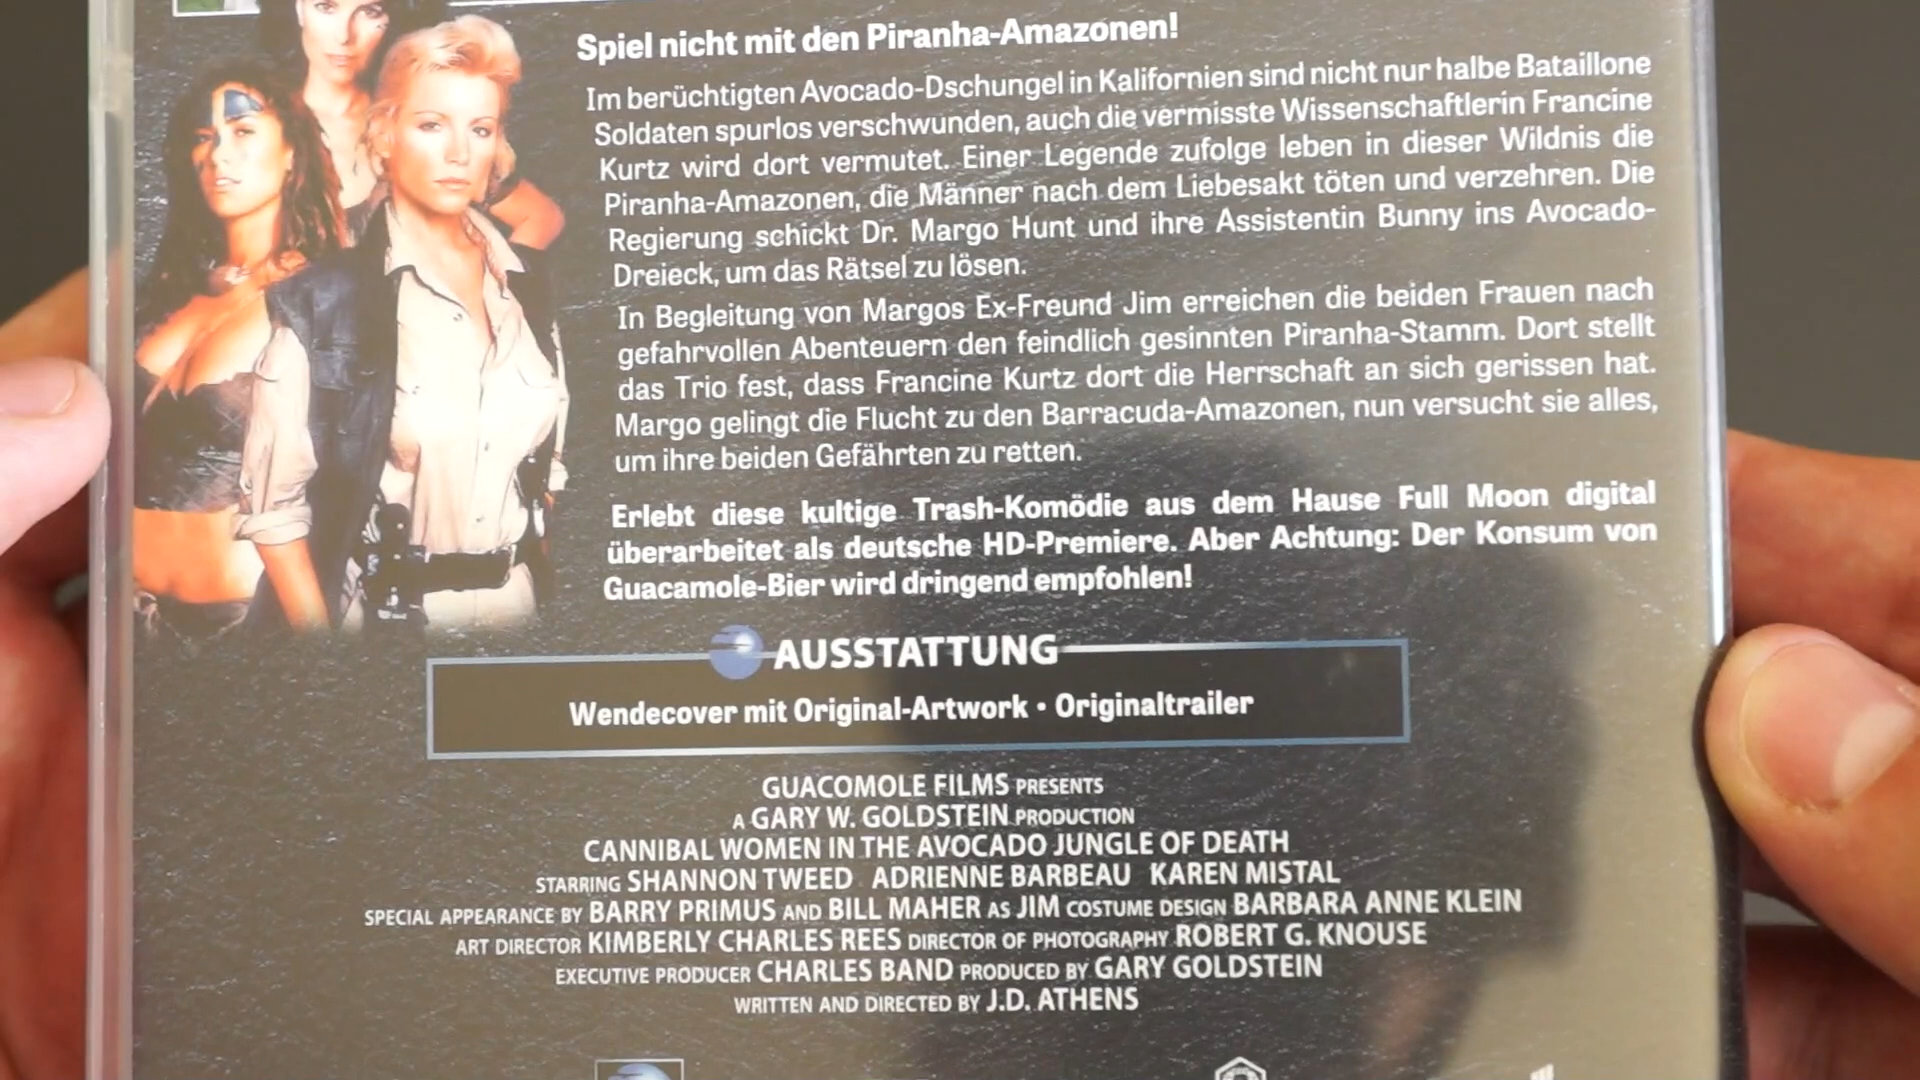 Spiel nicht mit den Piranha-Amazonen!
Im berüchtigten Avocado-Dschungel in Kalifornien sind nicht nur halbe Bataillone
Soldaten spurlos verschwunden, auch die vermisste Wissenschaftlerin Francine
Kurtz wird dort vermutet. Einer Legende zufolge leben in dieser Wildnis die
Piranha-Amazonen, die Männer nach dem Liebesakt töten und verzehren. Die
Regierung schickt Dr. Margo Hunt und ihre Assistentin Bunny ins Avocado-
Dreieck, um das Rätsel zu lösen.
In Begleitung von Margos Ex-Freund Jim erreichen die beiden Frauen nach
gefahrvollen Abenteuern den feindlich gesinnten Piranha-Stamm. Dort stellt
das Trio fest, dass Francine Kurtz dort die Herrschaft an sich gerissen hat.
Margo gelingt die Flucht zu den Barracuda-Amazonen, nun versucht sie alles,
um ihre beiden Gefährten zu retten.
Erlebt diese kultige Trash-Komödie aus dem Hause Full Moon digital
überarbeitet als deutsche HD-Premiere. Aber Achtung: Der Konsum von
Guacamole-Bier wird dringend empfohlen!
AUSSTATTUNG
Wendecover mit Original-Artwork • Originaltrailer
GUACOMOLE FILMS PRESENTS
A GARY W. GOLDSTEIN PRODUCTION
CANNIBAL WOMEN IN THE AVOCADO JUNGLE OF DEATH
STARRING SHANNON TWEED ADRIENNE BARBEAU KAREN MISTAL
SPECIAL APPEARANCE BY BARRY PRIMUS AND BILL MAHER AS JIM COSTUME DESIGN BARBARA ANNE KLEIN
ART DIRECTOR KIMBERLY CHARLES REES DIRECTOR OF PHOTOGRAPHY ROBERT G. KNOUSE
EXECUTIVE PRODUCER CHARLES BAND PRODUCED BY GARY GOLDSTEIN
WRITTEN AND DIRECTED BY J.D. ATHENS